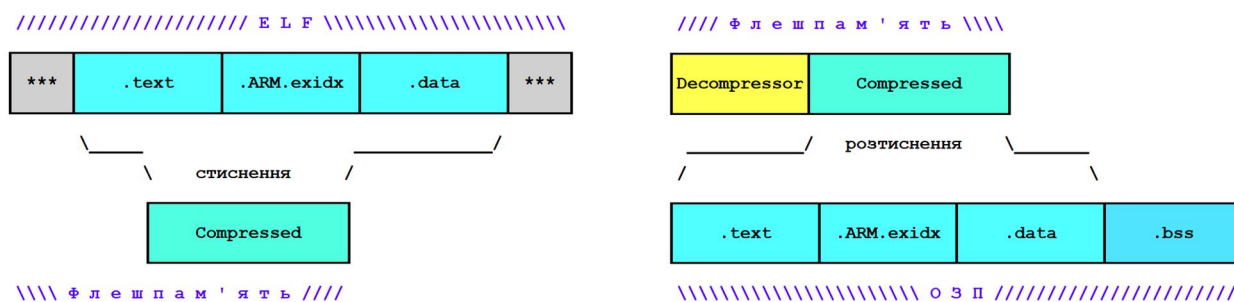 ////////////////////// E L F \\\\\\\\\\\\\\\\\\\\\\\
*** .text .ARM.exidx .data ***
стиснення
Compressed
\\\\ Ф л е ш п а м ' я т ь ////
//// Ф л е ш п а м ' я т ь \\\\
Decompressor Compressed
розтиснення
.text .ARM.exidx .data .bss
\\\\\\\\\\\\\\\\\\\\\\\ О З П ///////////////////////